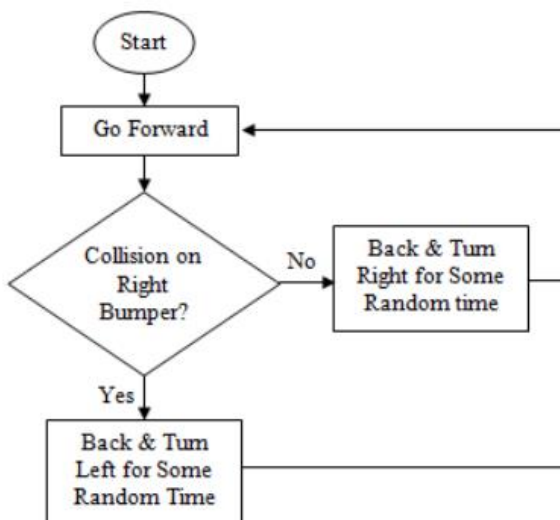 Start
Go Forward
Collision on
Right
Bumper?
No
Back & Turn
Right for Some
Random time
Yes
Back & Turn
Left for Some
Random Time